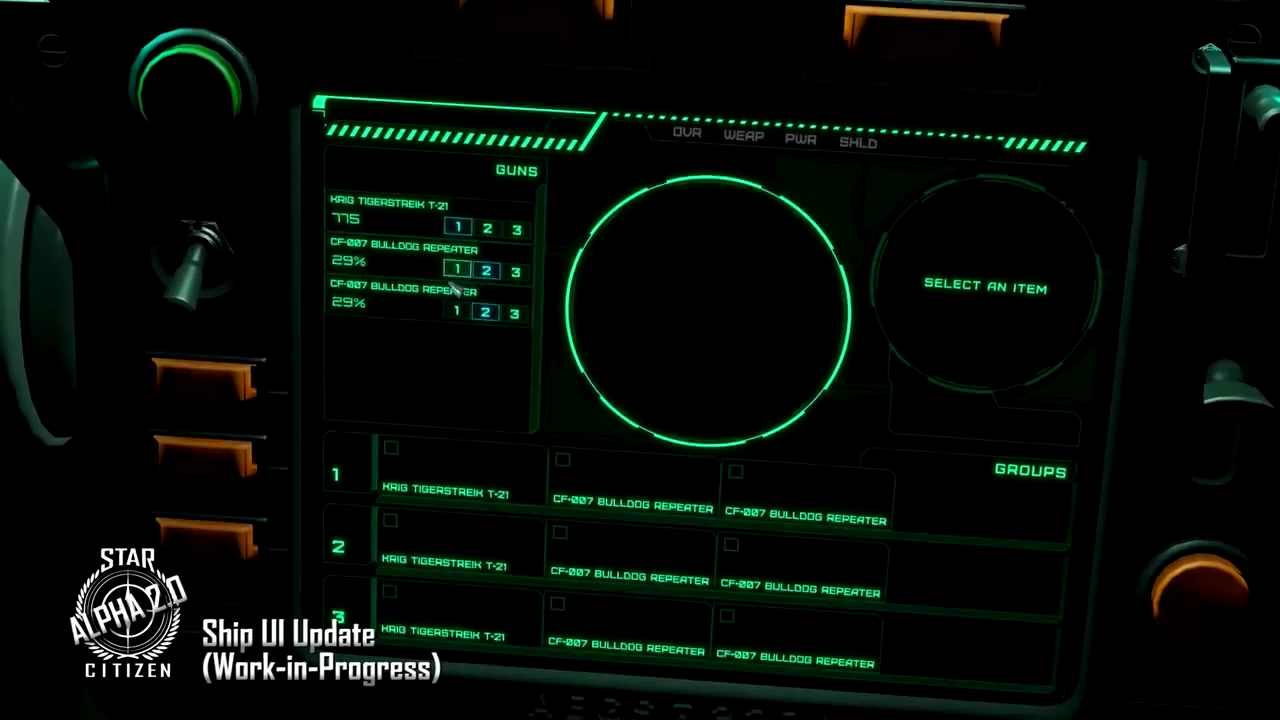 OVR WEAP PWR SHLD
GUNS
KRIG TIGERSTREIK T-21
775
1 2 3
CF-007 BULLDOG REPEATER
29%
1 2 3
CF-007 BULLDOG REPEATER
29%
1 2 3
SELECT AN ITEM
GROUPS
1
KRIG TIGERSTREIK T-21
CF-007 BULLDOG REPEATER
CF-007 BULLDOG REPEATER
2
KRIG TIGERSTREIK T-21
CF-007 BULLDOG REPEATER
CF-007 BULLDOG REPEATER
3
KRIG TIGERSTREIK T-21
CF-007 BULLDOG REPEATER
CF-007 BULLDOG REPEATER
STAR
ALPHA 2.0
CITIZEN
Ship UI Update
(Work-in-Progress)